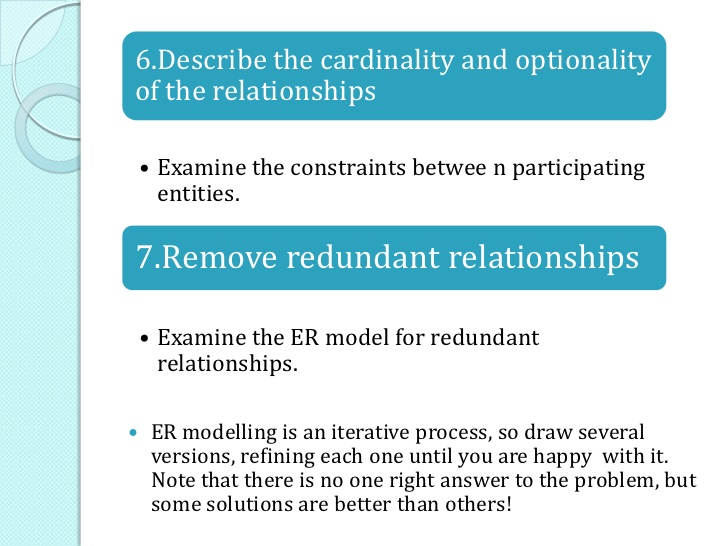 6.Describe the cardinality and optionality
of the relationships
• Examine the constraints betwee n participating
entities.
7.Remove redundant relationships
• Examine the ER model for redundant
relationships.
• ER modelling is an iterative process, so draw several
versions, refining each one until you are happy  with it.
Note that there is no one right answer to the problem, but
some solutions are better than others!